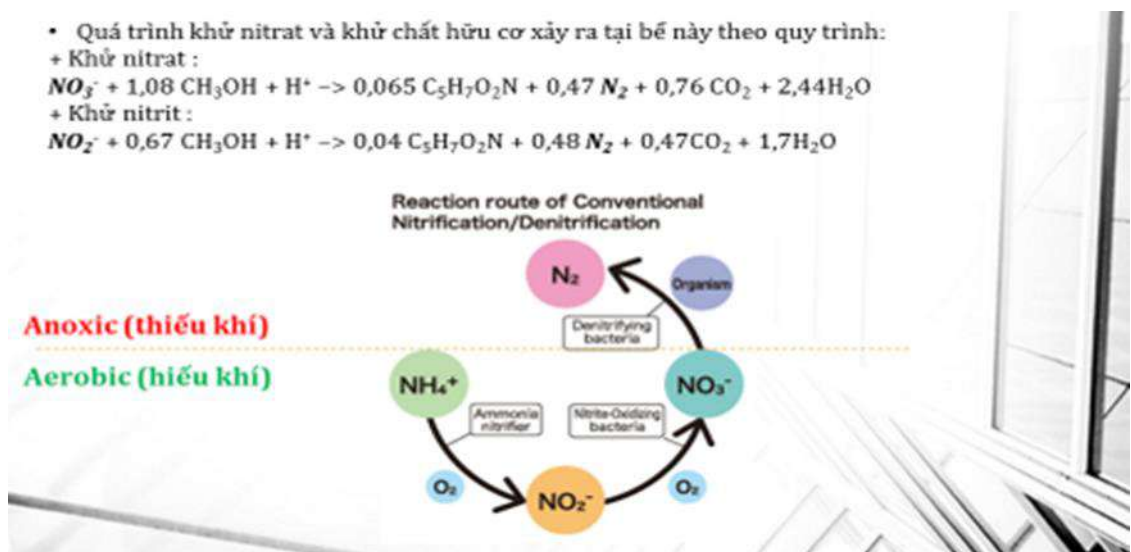 • Quá trình khử nitrat và khử chất hữu cơ xảy ra tại bể này theo quy trình:
+ Khử nitrat :
NO₃⁻ + 1,08 CH₃OH + H⁺ –> 0,065 C₅H₇O₂N + 0,47 N₂ + 0,76 CO₂ + 2,44H₂O
+ Khử nitrit :
NO₂⁻ + 0,67 CH₃OH + H⁺ –> 0,04 C₅H₇O₂N + 0,48 N₂ + 0,47CO₂ + 1,7H₂O
Reaction route of Conventional
Nitrification/Denitrification
N₂
Organism
Denitrifying
bacteria
Anoxic (thiếu khí)
Aerobic (hiếu khí)
NH₄⁺
NO₃⁻
Ammonia
nitrifier
Nitrite-Oxidizing
bacteria
O₂
O₂
NO₂⁻